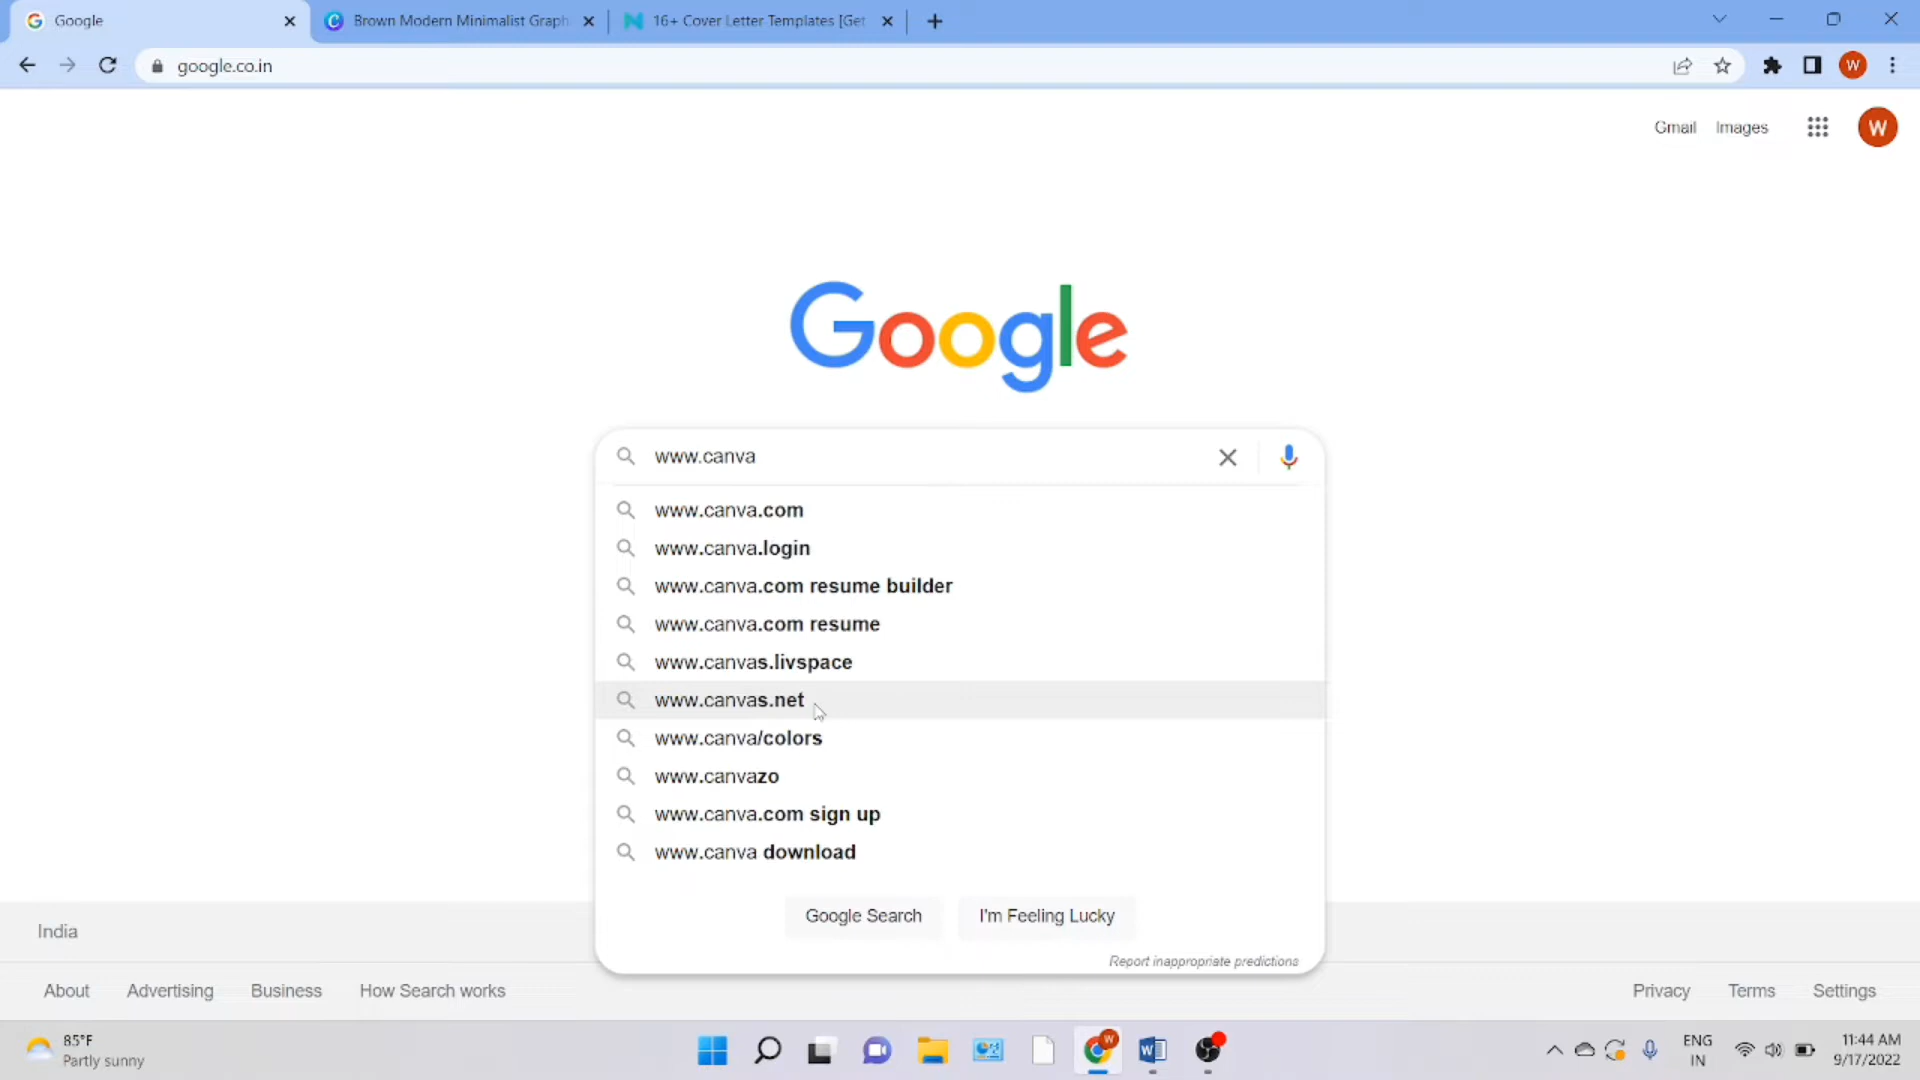 Google
Brown Modern Minimalist Graph
16+ Cover Letter Templates [Get
google.co.in
W
Gmail
Images
W
Google
www.canva
www.canva.com
www.canva.login
www.canva.com resume builder
www.canva.com resume
www.canvas.livspace
www.canvas.net
www.canva/colors
www.canvazo
www.canva.com sign up
www.canva download
Google Search
I'm Feeling Lucky
Report inappropriate predictions
India
About
Advertising
Business
How Search works
Privacy
Terms
Settings
85°F
Partly sunny
W
ENG
IN
11:44 AM
9/17/2022